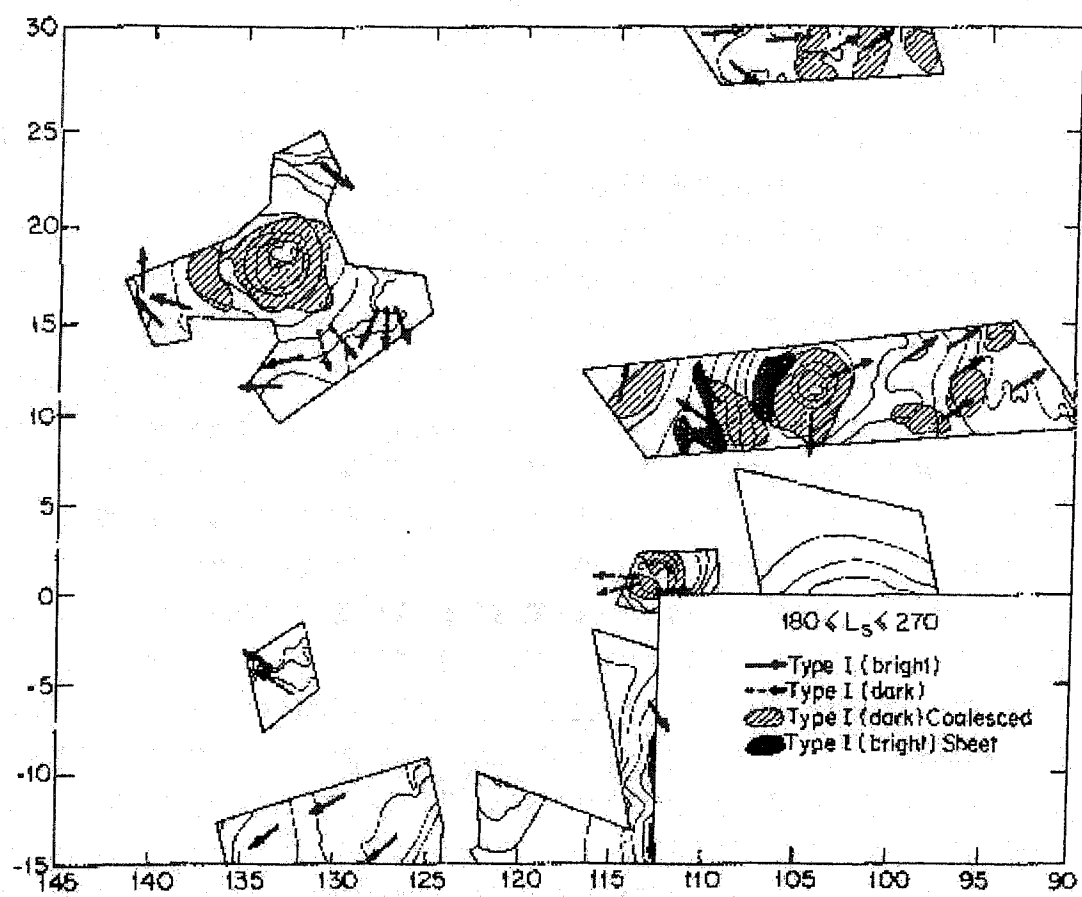 30
25
20
15
10
5
0
-5
-10
-15
180 ≤ Ls ≤ 270
Type I (bright)
Type I (dark)
Type I (dark) Coalesced
Type I (bright) Sheet
145 140 135 130 125 120 115 110 105 100 95 90